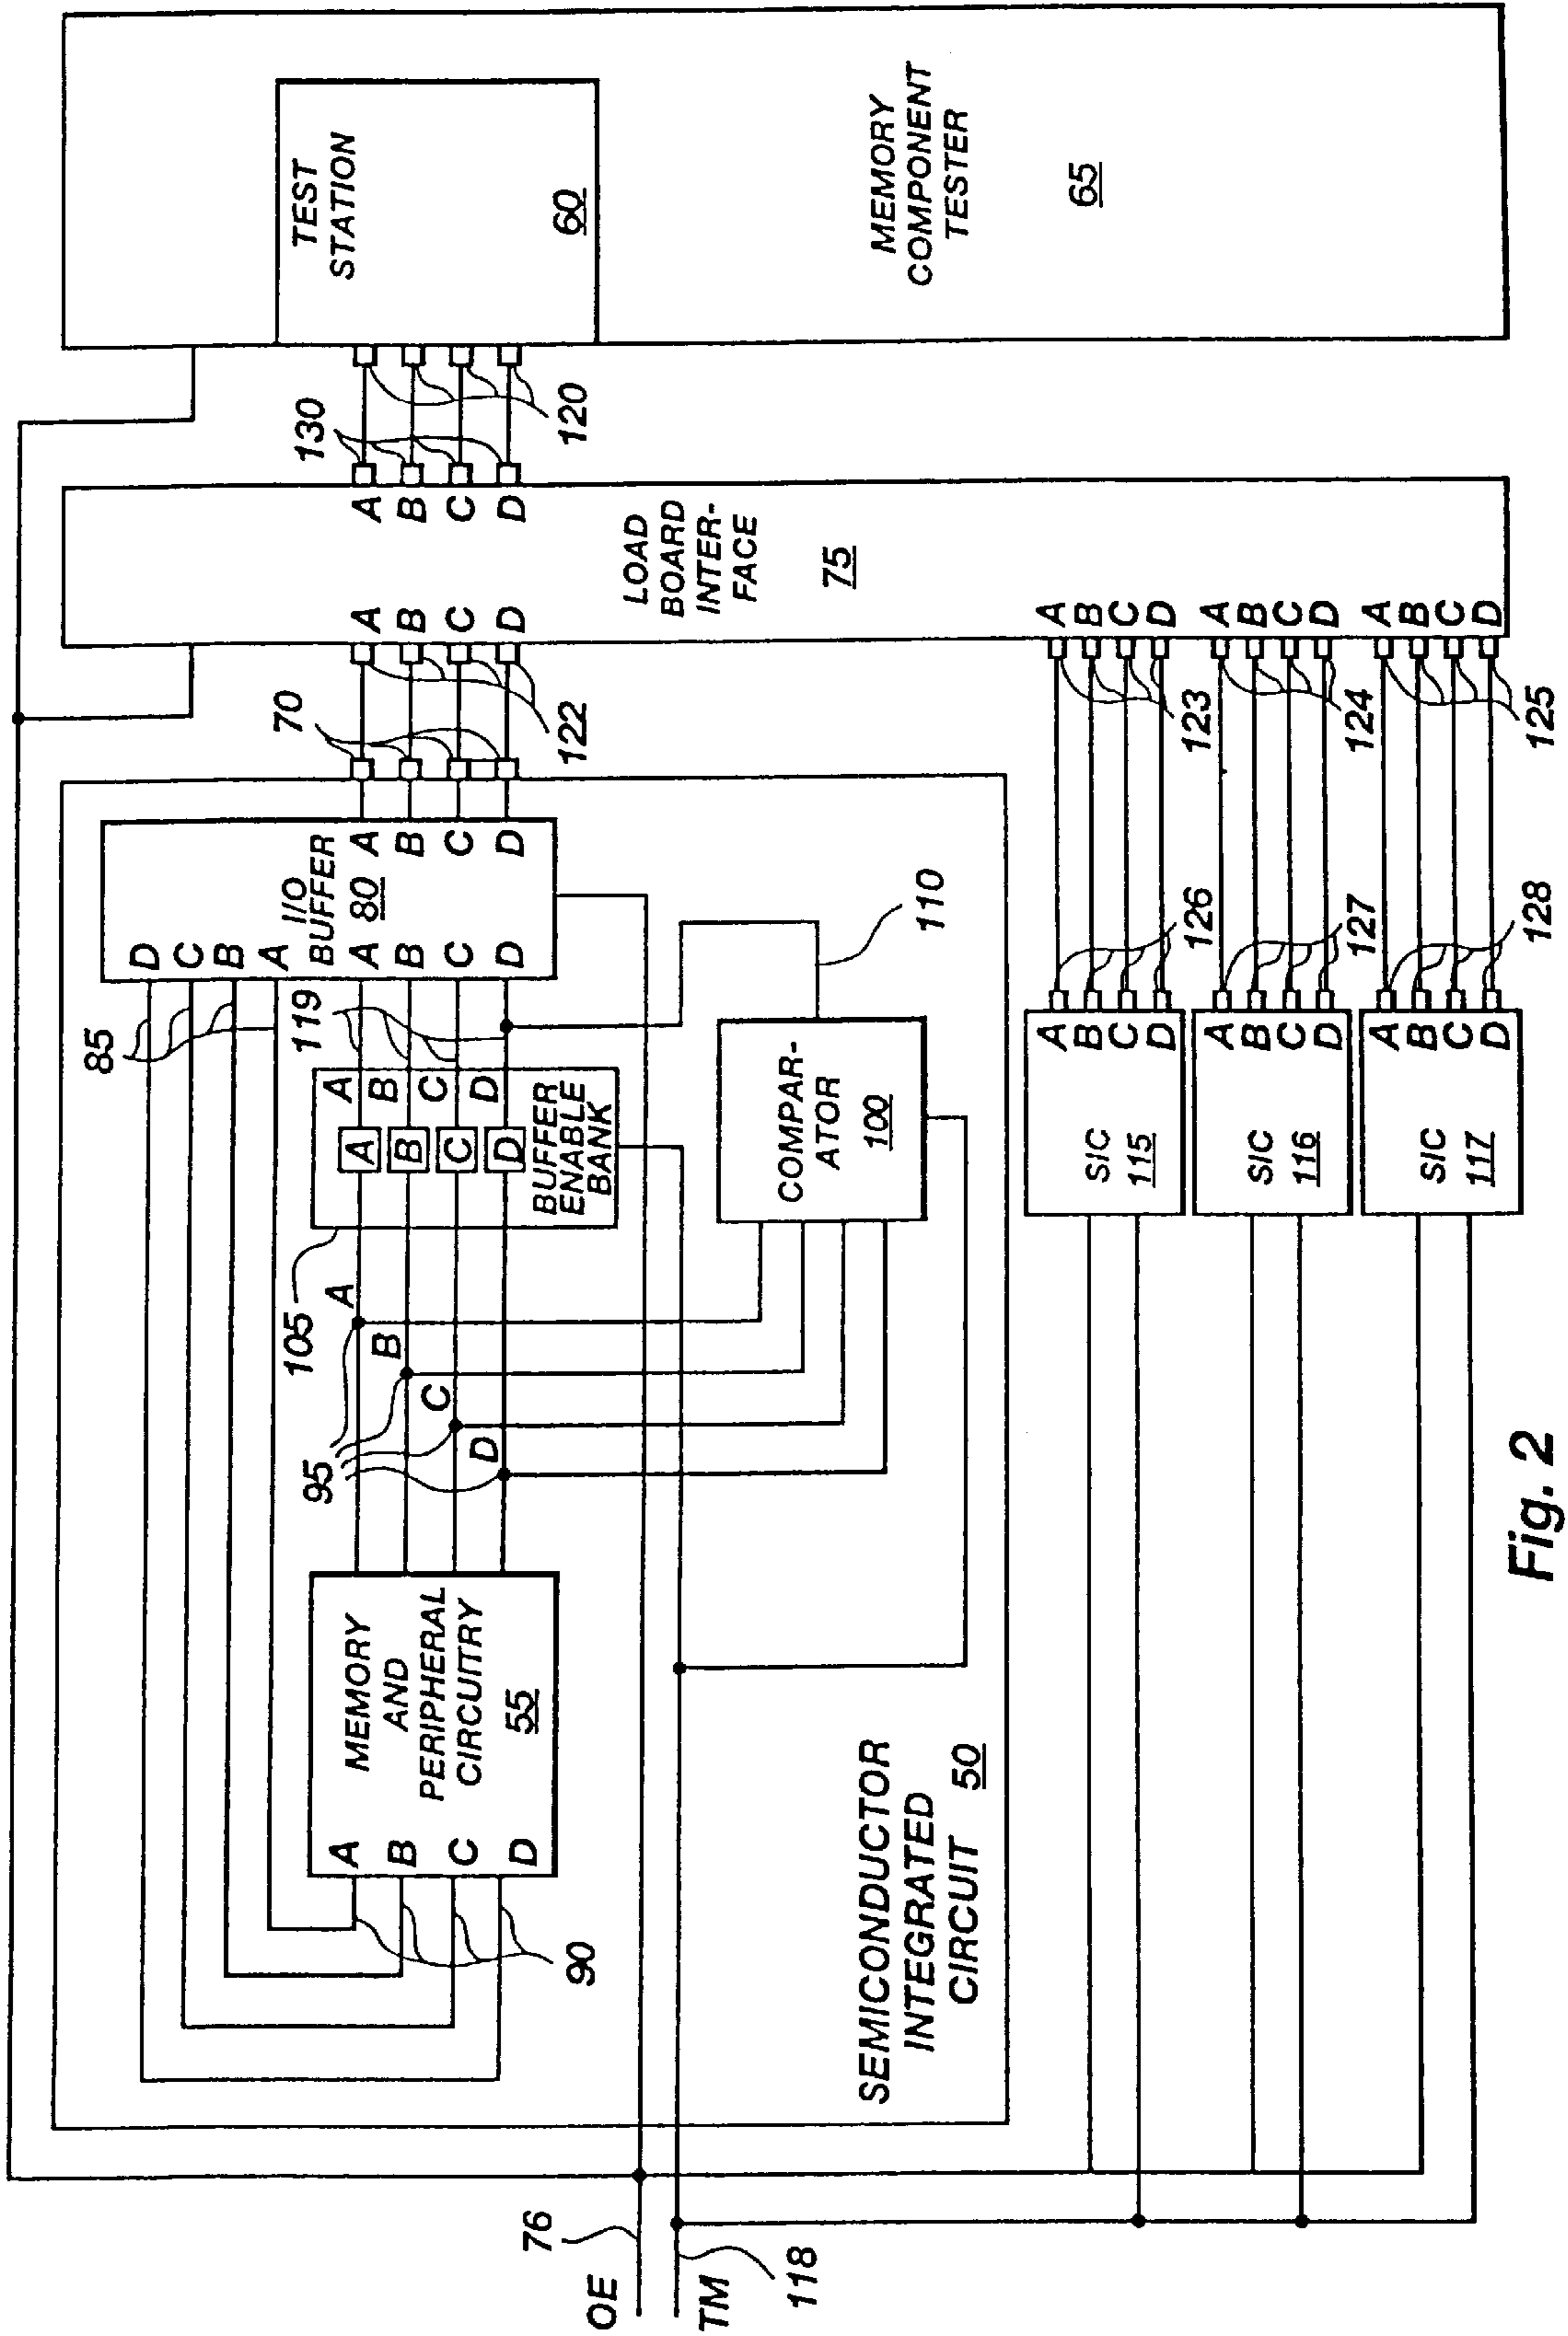 TEST
STATION
60
MEMORY
COMPONENT
TESTER
65
130
120
A
B
C
D
LOAD
BOARD
INTER-
FACE
75
A
B
C
D
A
B
C
D
A
B
C
D
A
B
C
D
70
122
123
124
125
I/O
BUFFER
80
A
B
C
D
D
C
B
A
A
B
C
D
85
119
110
126
127
128
A
B
C
D
A
B
C
D
BUFFER
ENABLE
BANK
105
COMPAR-
ATOR
100
A
B
C
D
SIC
115
A
B
C
D
SIC
116
A
B
C
D
SIC
117
A
B
C
D
95
MEMORY
AND
PERIPHERAL
CIRCUITRY
55
A
B
C
D
90
SEMICONDUCTOR
INTEGRATED
CIRCUIT 50
76
OE
TM
118
Fig. 2